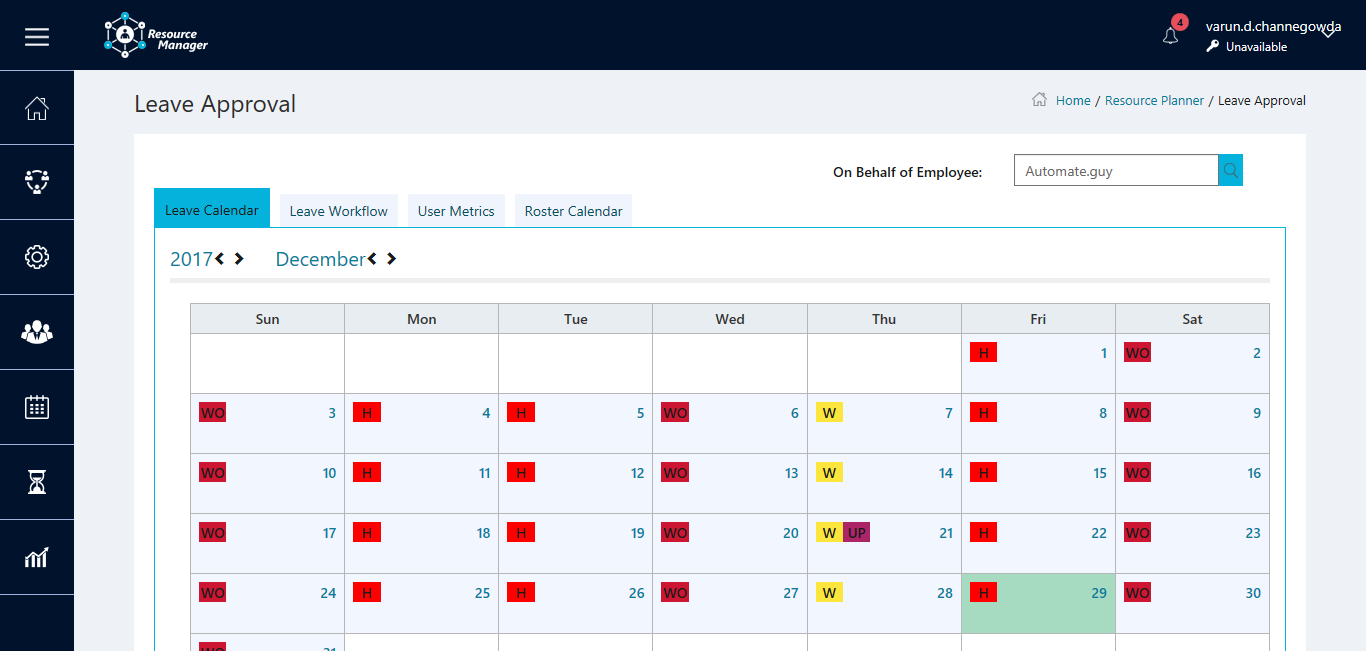 Resource
Manager
4
varun.d.channegowda
Unavailable
Leave Approval
Home / Resource Planner / Leave Approval
On Behalf of Employee: Automate.guy
Leave Calendar Leave Workflow User Metrics Roster Calendar
2017 December
Sun Mon Tue Wed Thu Fri Sat
H 1 WO 2
WO 3 H 4 H 5 WO 6 W 7 H 8 WO 9
WO 10 H 11 H 12 WO 13 W 14 H 15 WO 16
WO 17 H 18 H 19 WO 20 W UP 21 H 22 WO 23
WO 24 H 25 H 26 WO 27 W 28 H 29 WO 30
WO 31